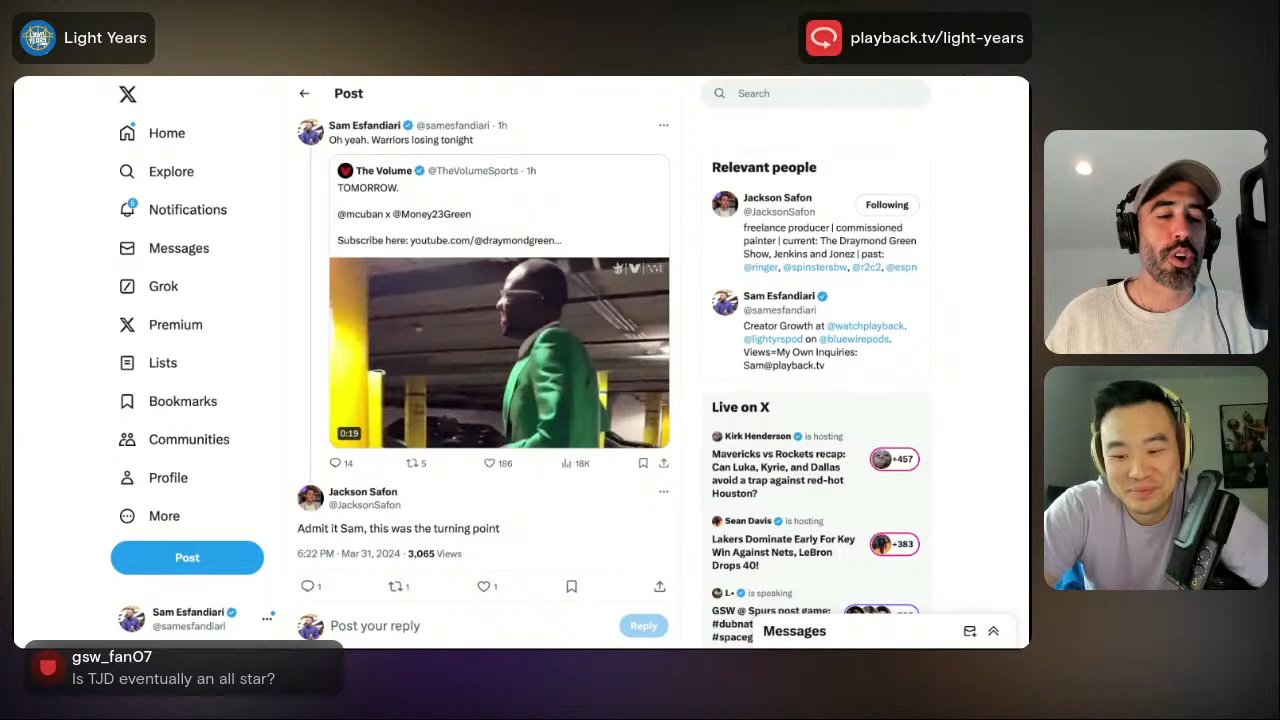 Light Years
playback.tv/light-years
Home
Explore
Notifications
Messages
Grok
Premium
Lists
Bookmarks
Communities
Profile
More
Post
Sam Esfandiari
@samesfandiari
Post
Sam Esfandiari @samesfandiari · 1h
Oh yeah. Warriors losing tonight
The Volume @TheVolumeSports · 1h
TOMORROW.
@mcuban x @Money23Green
Subscribe here: youtube.com/@draymondgreen...
0:19
14
5
186
18K
Jackson Safon
@JacksonSafon
Admit it Sam, this was the turning point
6:22 PM · Mar 31, 2024 · 3,065 Views
1
1
1
Post your reply
Reply
Search
Relevant people
Jackson Safon
@JacksonSafon
Following
freelance producer | commissioned
painter | current: The Draymond Green
Show, Jenkins and Jonez | past:
@ringer, @spinstersbw, @r2c2, @espn
Sam Esfandiari
@samesfandiari
Creator Growth at @watchplayback.
@lightyrspod on @bluewirepods.
Views=My Own Inquiries:
Sam@playback.tv
Live on X
Kirk Henderson is hosting
Mavericks vs Rockets recap:
Can Luka, Kyrie, and Dallas
avoid a trap against red-hot
Houston?
+457
Sean Davis is hosting
Lakers Dominate Early For Key
Win Against Nets, LeBron
Drops 40!
+383
is speaking
GSW @ Spurs post game:
#dubnat
#spaceg
Messages
gsw_fan07
Is TJD eventually an all star?